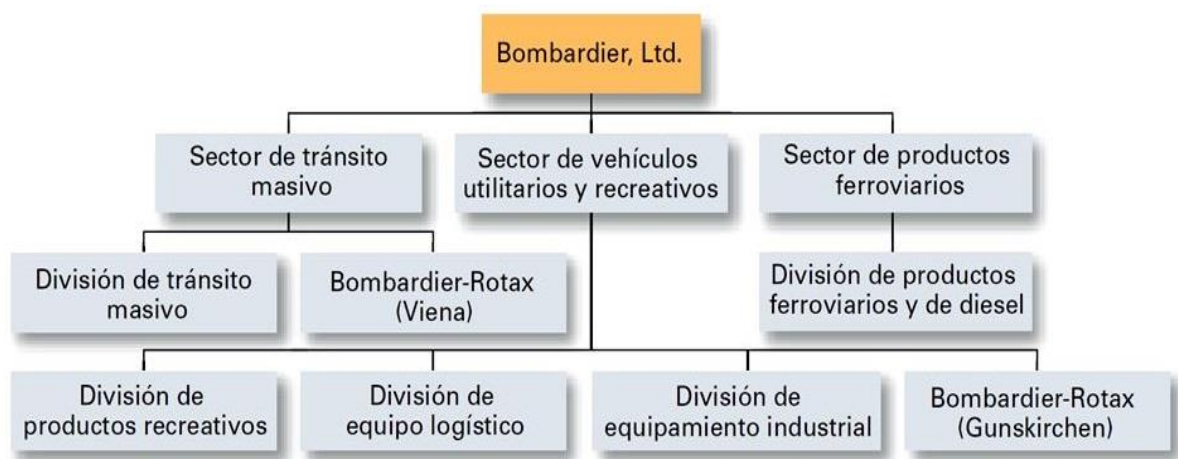 Bombardier, Ltd.
Sector de tránsito
masivo
Sector de vehículos
utilitarios y recreativos
Sector de productos
ferroviarios
División de tránsito
masivo
Bombardier-Rotax
(Viena)
División de productos
ferroviarios y de diesel
División de
productos recreativos
División de
equipo logístico
División de
equipamiento industrial
Bombardier-Rotax
(Gunskirchen)